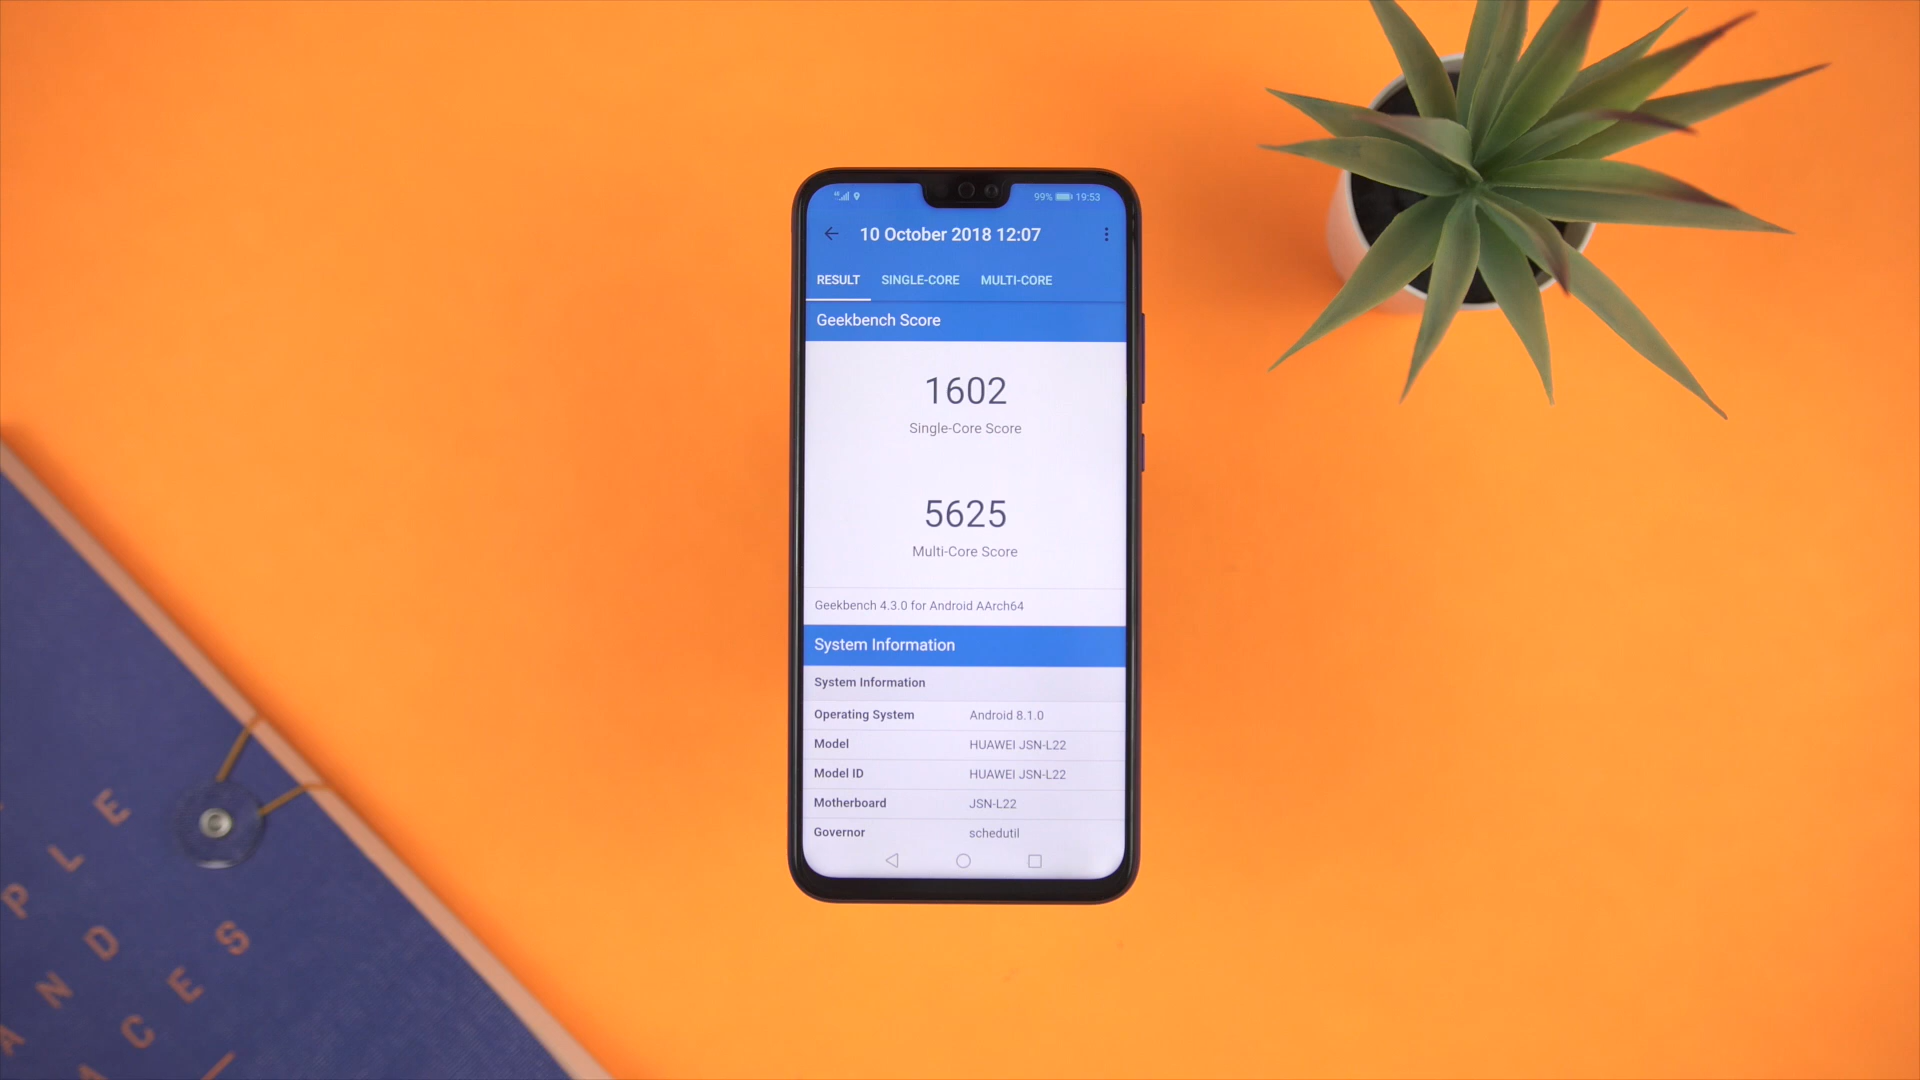 99% 19:53
10 October 2018 12:07
RESULT SINGLE-CORE MULTI-CORE
Geekbench Score
1602
Single-Core Score
5625
Multi-Core Score
Geekbench 4.3.0 for Android AArch64
System Information
System Information
Operating System Android 8.1.0
Model HUAWEI JSN-L22
Model ID HUAWEI JSN-L22
Motherboard JSN-L22
Governor schedutil
PLE
AND
ACES